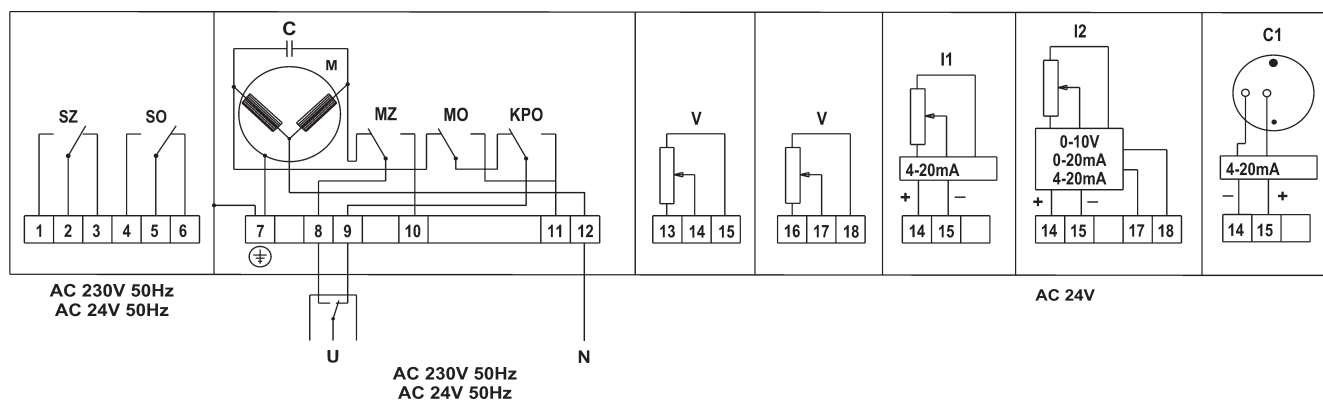 C
M
SZ
SO
MZ
MO
KPO
V
V
I1
I2
C1
4-20mA
0-10V
0-20mA
4-20mA
4-20mA
+ –
+ –
– +
1 2 3 4 5 6
7 8 9 10 11 12
13 14 15
16 17 18
14 15
14 15 17 18
14 15
AC 230V 50Hz
AC 24V 50Hz
AC 24V
U
N
AC 230V 50Hz
AC 24V 50Hz